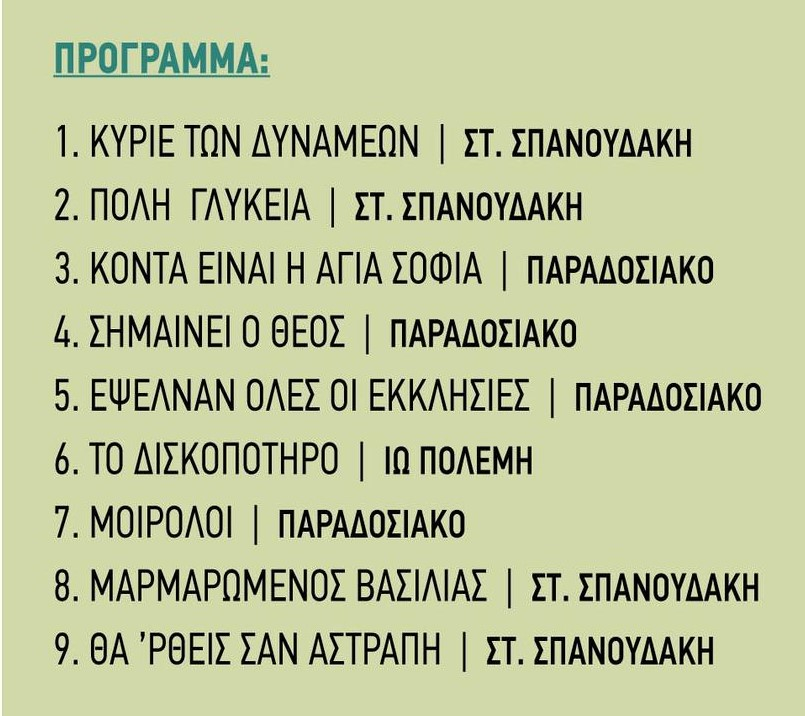 ΠΡΟΓΡΑΜΜΑ:
1. ΚΥΡΙΕ ΤΩΝ ΔΥΝΑΜΕΩΝ | ΣΤ. ΣΠΑΝΟΥΔΑΚΗ
2. ΠΟΛΗ ΓΛΥΚΕΙΑ | ΣΤ. ΣΠΑΝΟΥΔΑΚΗ
3. ΚΟΝΤΑ ΕΙΝΑΙ Η ΑΓΙΑ ΣΟΦΙΑ | ΠΑΡΑΔΟΣΙΑΚΟ
4. ΣΗΜΑΙΝΕΙ Ο ΘΕΟΣ | ΠΑΡΑΔΟΣΙΑΚΟ
5. ΕΨΕΛΝΑΝ ΟΛΕΣ ΟΙ ΕΚΚΛΗΣΙΕΣ | ΠΑΡΑΔΟΣΙΑΚΟ
6. ΤΟ ΔΙΣΚΟΠΟΤΗΡΟ | ΙΩ ΠΟΛΕΜΗ
7. ΜΟΙΡΟΛΟΙ | ΠΑΡΑΔΟΣΙΑΚΟ
8. ΜΑΡΜΑΡΩΜΕΝΟΣ ΒΑΣΙΛΙΑΣ | ΣΤ. ΣΠΑΝΟΥΔΑΚΗ
9. ΘΑ ’ΡΘΕΙΣ ΣΑΝ ΑΣΤΡΑΠΗ | ΣΤ. ΣΠΑΝΟΥΔΑΚΗ